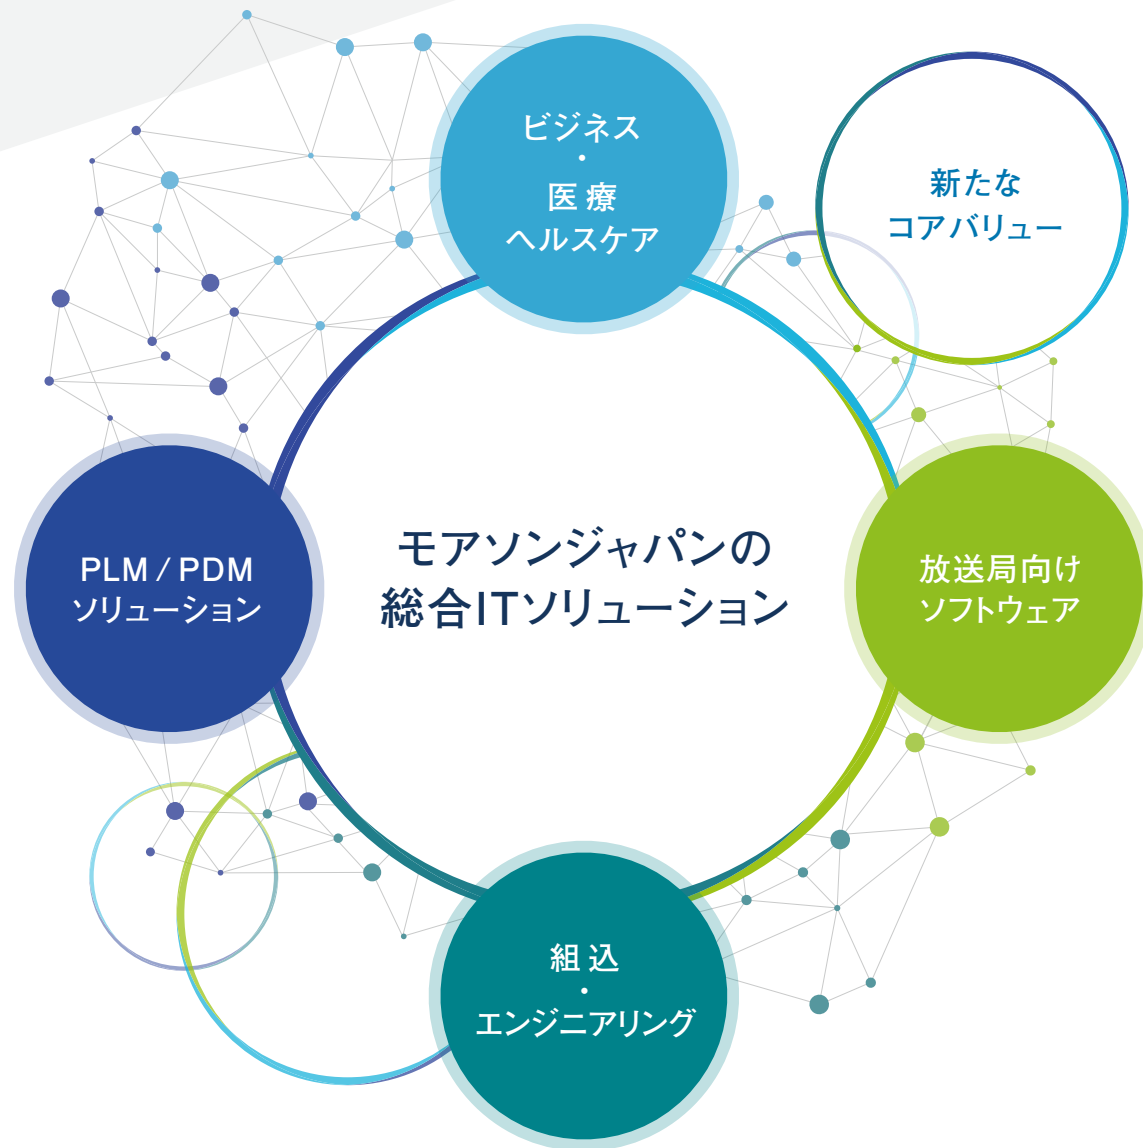 ビジネス
・
医療
ヘルスケア
新たな
コアバリュー
モアソンジャパンの
総合ITソリューション
PLM / PDM
ソリューション
放送局向け
ソフトウェア
組込
・
エンジニアリング